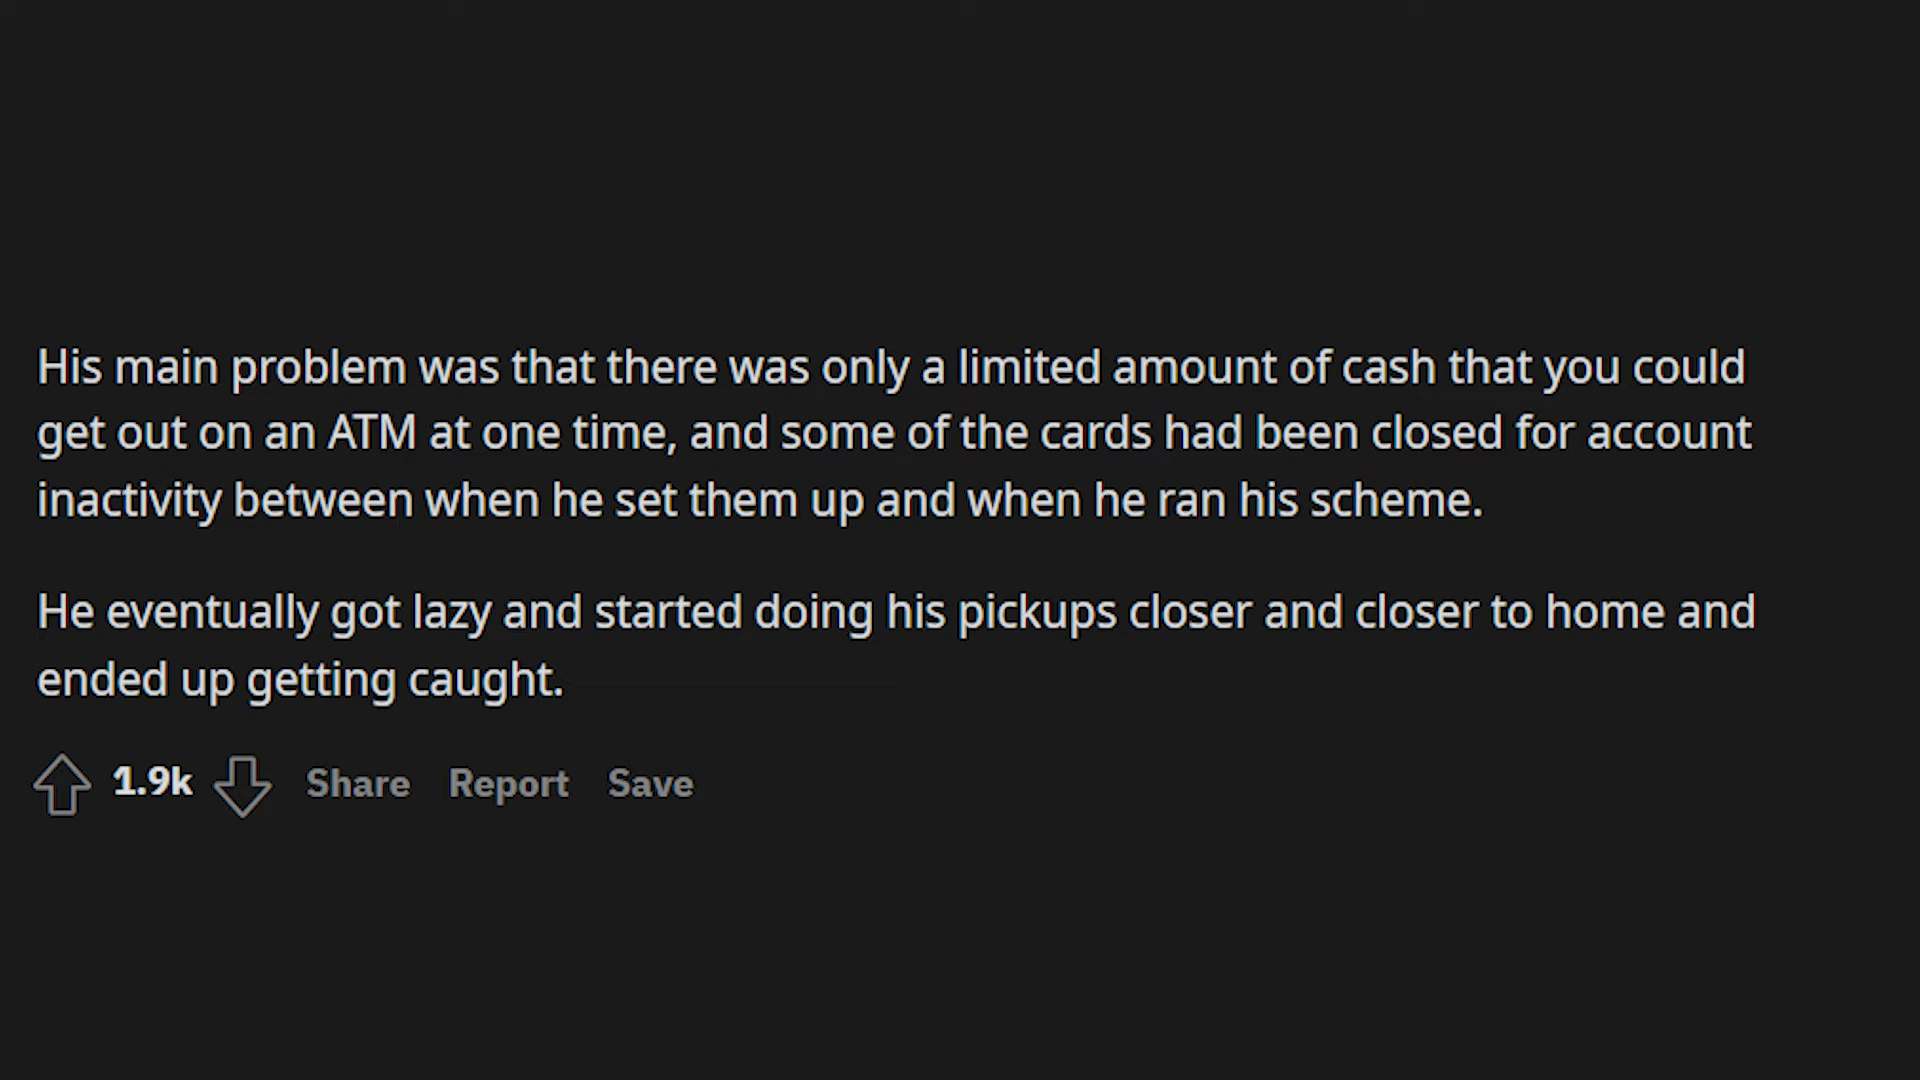 His main problem was that there was only a limited amount of cash that you could
get out on an ATM at one time, and some of the cards had been closed for account
inactivity between when he set them up and when he ran his scheme.
He eventually got lazy and started doing his pickups closer and closer to home and
ended up getting caught.
1.9k Share Report Save